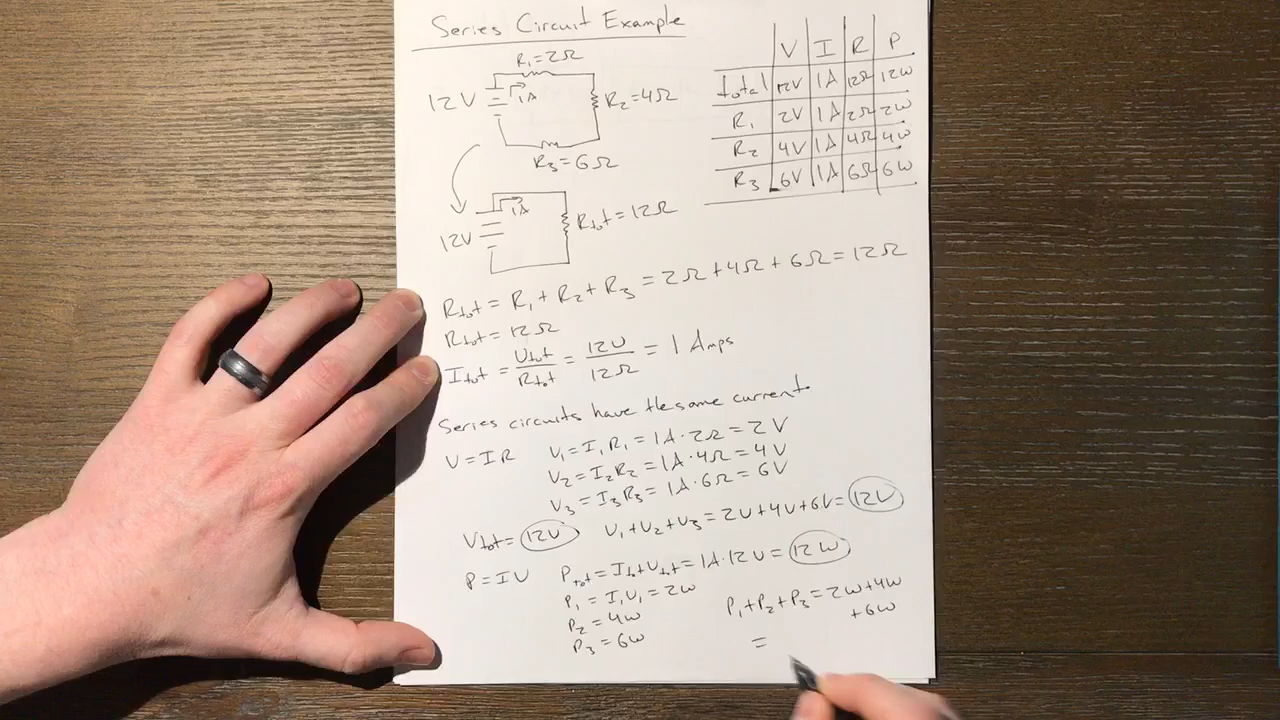 Series Circuit Example
R₁=2Ω
12V
1A
R₂=4Ω
R₃=6Ω
1A
12V
Rtot=12Ω
V I R P
total 12V 1A 12Ω 12W
R₁ 2V 1A 2Ω 2W
R₂ 4V 1A 4Ω 4W
R₃ 6V 1A 6Ω 6W
Rtot = R₁ + R₂ + R₃ = 2Ω + 4Ω + 6Ω = 12Ω
Rtot = 12Ω
Itot = Vtot/Rtot = 12V/12Ω = 1 Amps
Series circuits have the same current
V = IR
V₁ = I₁R₁ = 1A·2Ω = 2V
V₂ = I₂R₂ = 1A·4Ω = 4V
V₃ = I₃R₃ = 1A·6Ω = 6V
Vtot = 12V V₁+V₂+V₃ = 2V+4V+6V = 12V
P = IV Ptot = ItotVtot = 1A·12V = 12W
P₁ = I₁V₁ = 2W
P₂ = 4W
P₃ = 6W
P₁+P₂+P₃ = 2W+4W
+6W
=